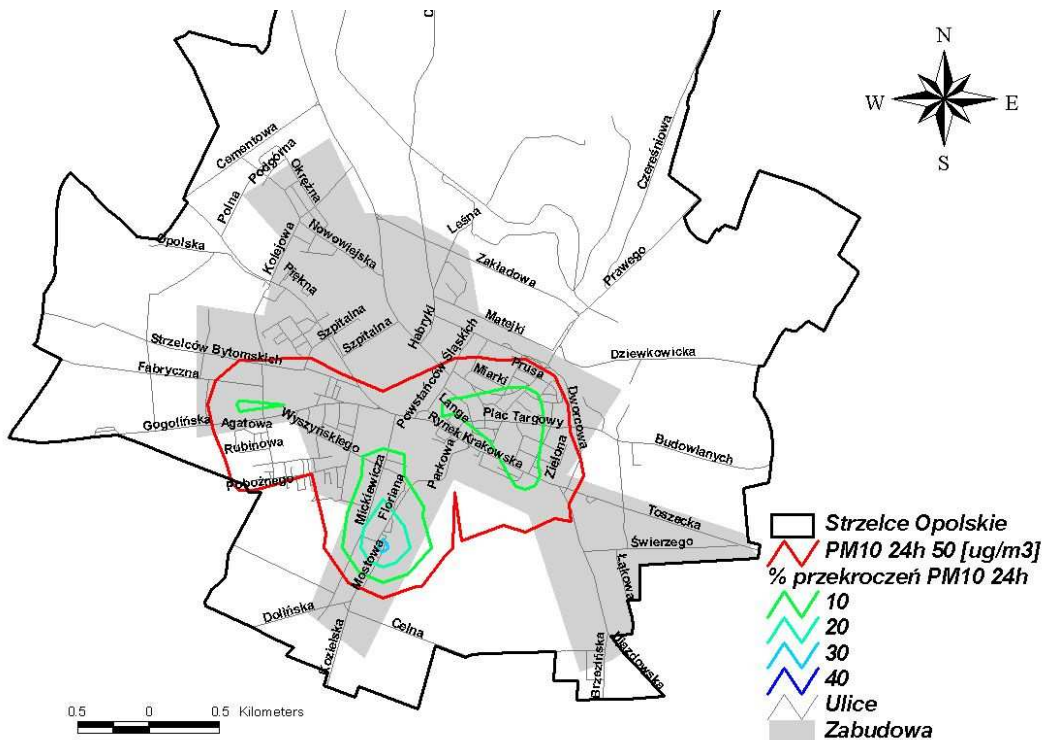 C
N
W E
S
Czereśniowa
Cementowa
Podgórna
Okrężna
Polna
Leśna
Nowowiejska
Opolska
Kolejowa
Zakładowa
Prawego
Piękna
Szpitalna
Szpitalna
Habryki
Matejki
Powstańców Śląskich
Strzelców Bytomskich
Dziewkowicka
Prusa
Miarki
Fabryczna
Dworcowa
Lange
Plac Targowy
Gogolińska
Agatowa
Wyszyńskiego
Rynek Krakowska
Budowlanych
Rubinowa
Zielona
Parkowa
Mickiewicza
Floriana
Pobożnego
Toszecka
Świerzego
Mostowa
Łąkowa
Dolińska
Celna
Kozielska
Brzezińska
Ujazdowska
Strzelce Opolskie
PM10 24h 50 [ug/m3]
% przekroczeń PM10 24h
10
20
30
40
Ulice
Zabudowa
0.5 0 0.5 Kilometers